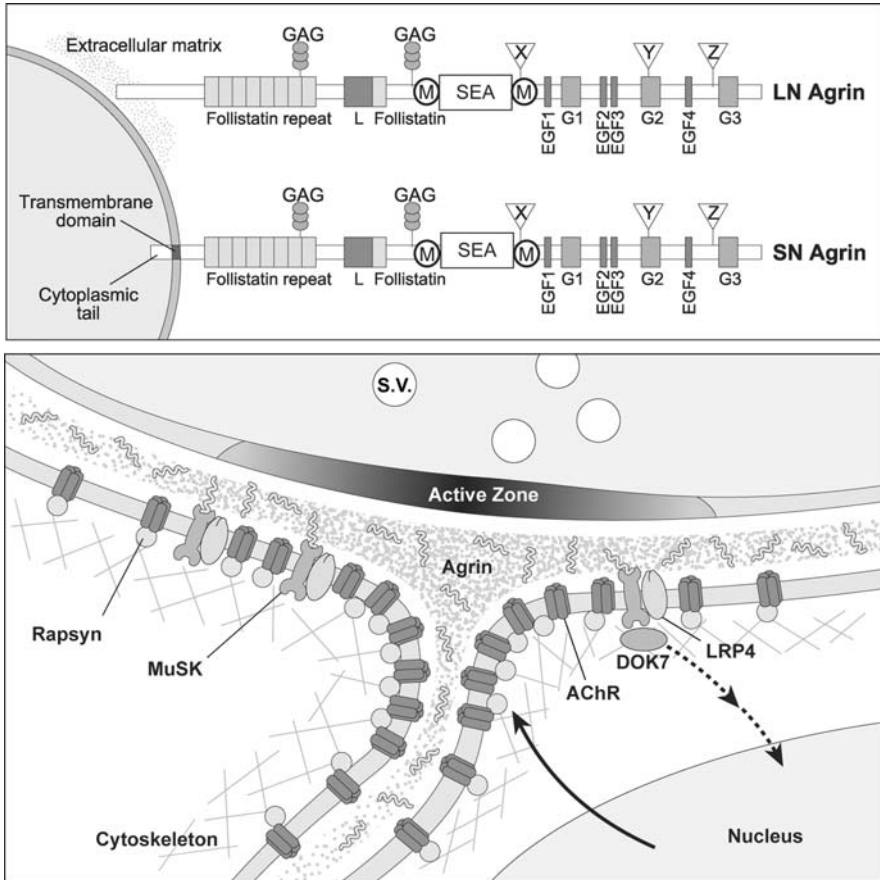 Extracellular matrix
GAG
GAG
X
Y
Z
M
SEA
M
LN Agrin
Follistatin repeat
L
Follistatin
EGF1
G1
EGF2
EGF3
G2
EGF4
G3
Transmembrane
domain
Cytoplasmic
tail
GAG
GAG
X
Y
Z
M
SEA
M
SN Agrin
Follistatin repeat
L
Follistatin
EGF1
G1
EGF2
EGF3
G2
EGF4
G3
S.V.
Active Zone
Agrin
Rapsyn
MuSK
DOK7
LRP4
AChR
Cytoskeleton
Nucleus